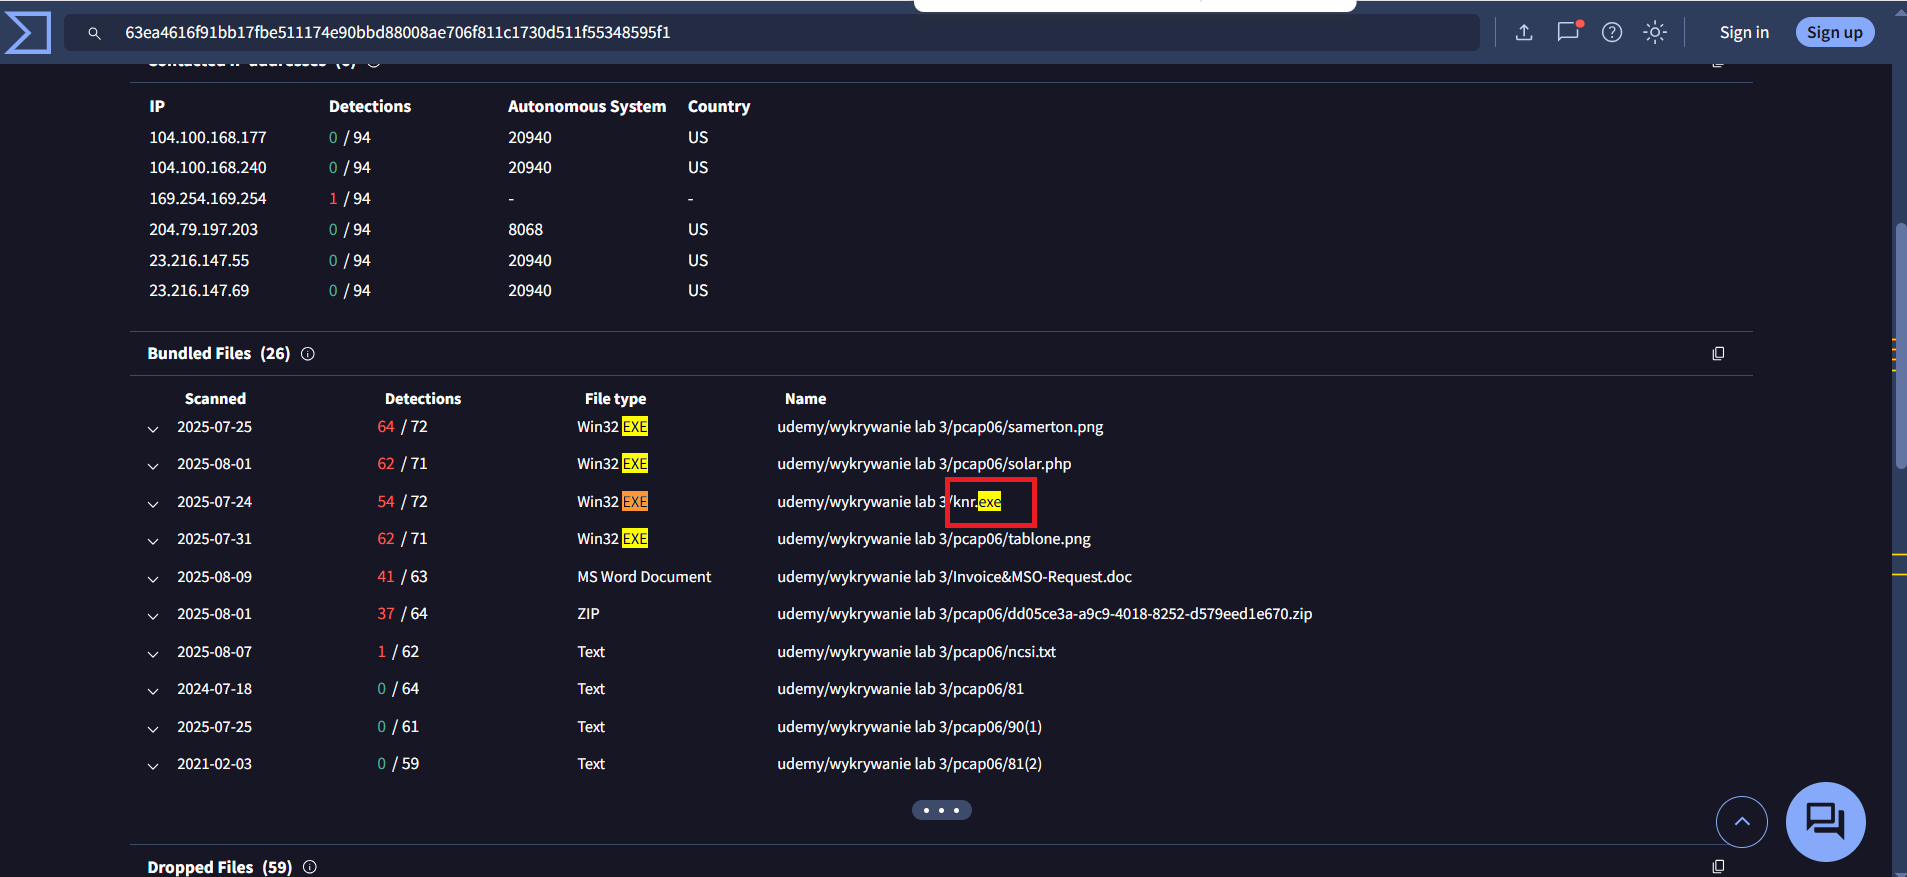 63ea4616f91bb17fbe511174e90bbd88008ae706f811c1730d511f55348595f1
Sign in
Sign up
Contacted IP addresses (6)
IP Detections Autonomous System Country
104.100.168.177 0 / 94 20940 US
104.100.168.240 0 / 94 20940 US
169.254.169.254 1 / 94 - -
204.79.197.203 0 / 94 8068 US
23.216.147.55 0 / 94 20940 US
23.216.147.69 0 / 94 20940 US
Bundled Files (26)
Scanned Detections File type Name
2025-07-25 64 / 72 Win32 EXE udemy/wykrywanie lab 3/pcap06/samerton.png
2025-08-01 62 / 71 Win32 EXE udemy/wykrywanie lab 3/pcap06/solar.php
2025-07-24 54 / 72 Win32 EXE udemy/wykrywanie lab 3/knr.exe
2025-07-31 62 / 71 Win32 EXE udemy/wykrywanie lab 3/pcap06/tablone.png
2025-08-09 41 / 63 MS Word Document udemy/wykrywanie lab 3/Invoice&MSO-Request.doc
2025-08-01 37 / 64 ZIP udemy/wykrywanie lab 3/pcap06/dd05ce3a-a9c9-4018-8252-d579eed1e670.zip
2025-08-07 1 / 62 Text udemy/wykrywanie lab 3/pcap06/ncsi.txt
2024-07-18 0 / 64 Text udemy/wykrywanie lab 3/pcap06/81
2025-07-25 0 / 61 Text udemy/wykrywanie lab 3/pcap06/90(1)
2021-02-03 0 / 59 Text udemy/wykrywanie lab 3/pcap06/81(2)
Dropped Files (59)